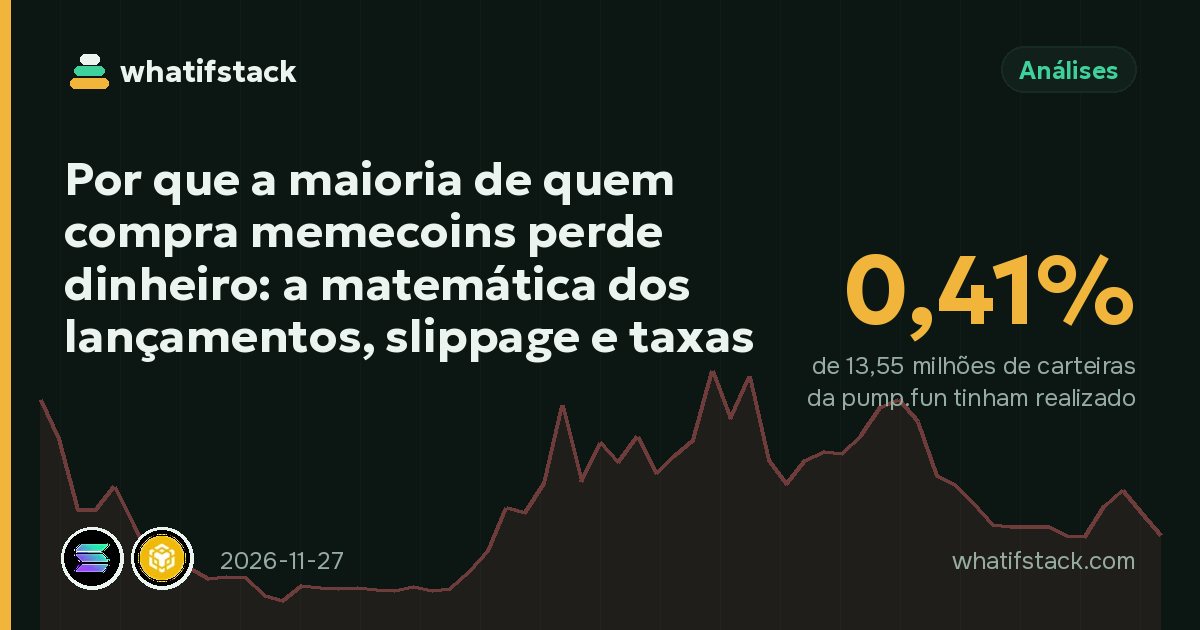 whatifstack
Análises
Por que a maioria de quem
compra memecoins perde
dinheiro: a matemática dos
lançamentos, slippage e taxas
0,41%
de 13,55 milhões de carteiras
da pump.fun tinham realizado
2026-11-27
whatifstack.com